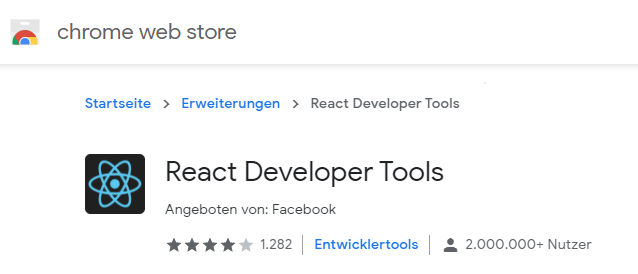 chrome web store
Startseite > Erweiterungen > React Developer Tools
React Developer Tools
Angeboten von: Facebook
1.282 | Entwicklertools | 2.000.000+ Nutzer